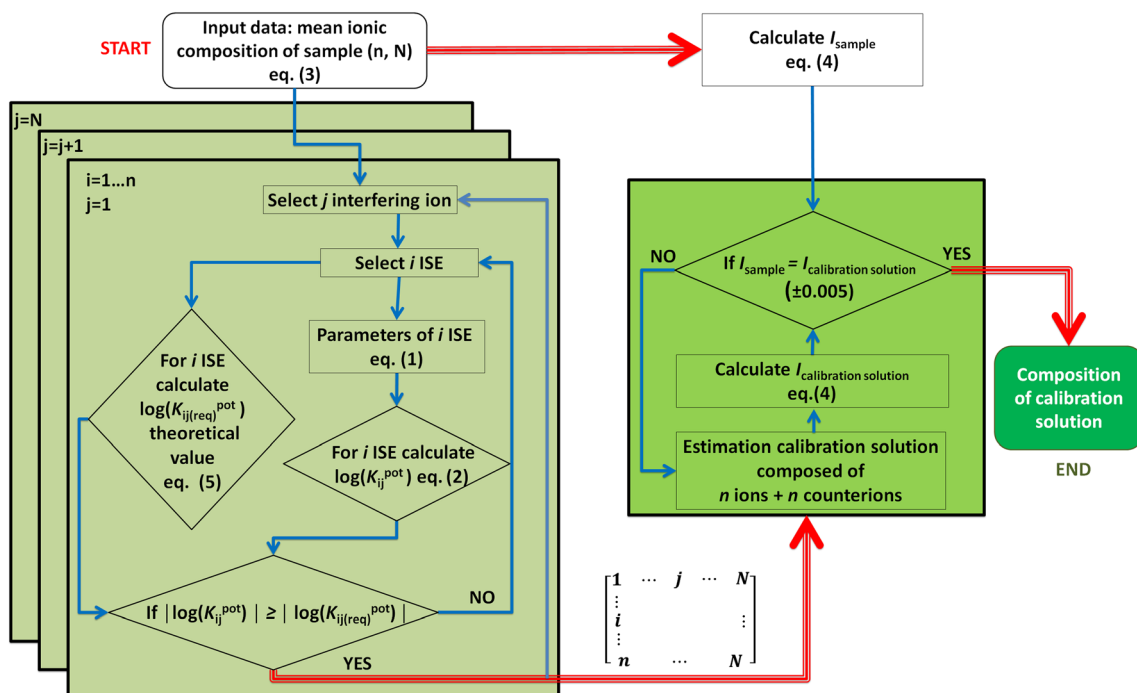 START
Input data: mean ionic
composition of sample (n, N)
eq. (3)
Calculate I_sample
eq. (4)
j=N
j=j+1
i=1...n
j=1
Select j interfering ion
Select i ISE
Parameters of i ISE
eq. (1)
For i ISE
calculate
log(K_ij(req)^pot)
theoretical
value
eq. (5)
For i ISE calculate
log(K_ij^pot) eq. (2)
If |log(K_ij^pot) | ≥ | log(K_ij(req)^pot) |
NO
YES
NO
YES
If I_sample = I_calibration solution
(±0.005)
Calculate I_calibration solution
eq.(4)
Estimation calibration solution
composed of
n ions + n counterions
Composition
of calibration
solution
END
1 ⋯ j ⋯ N
⋮
i ⋮
⋮
n ⋯ N